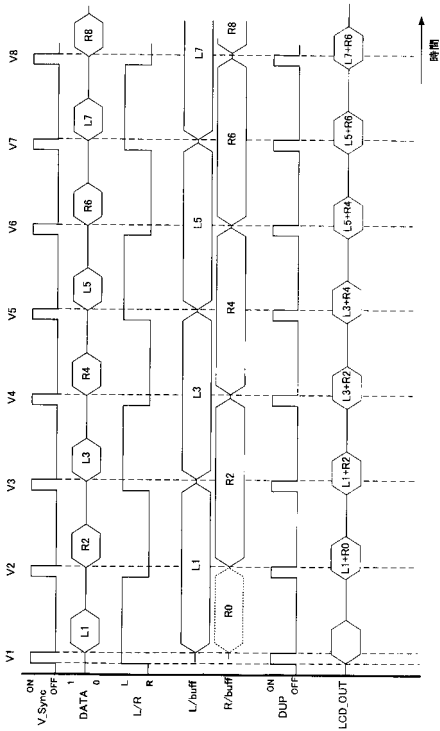 V1 V2 V3 V4 V5 V6 V7 V8
V_Sync ON OFF
DATA 1 0 L1 R2 L3 R4 L5 R6 L7 R8
L/R L R
L/buff L1 L3 L5 L7
R/buff R0 R2 R4 R6 R8
DUP ON OFF
LCD_OUT L1+R0 L1+R2 L3+R2 L3+R4 L5+R4 L5+R6 L7+R6
時間